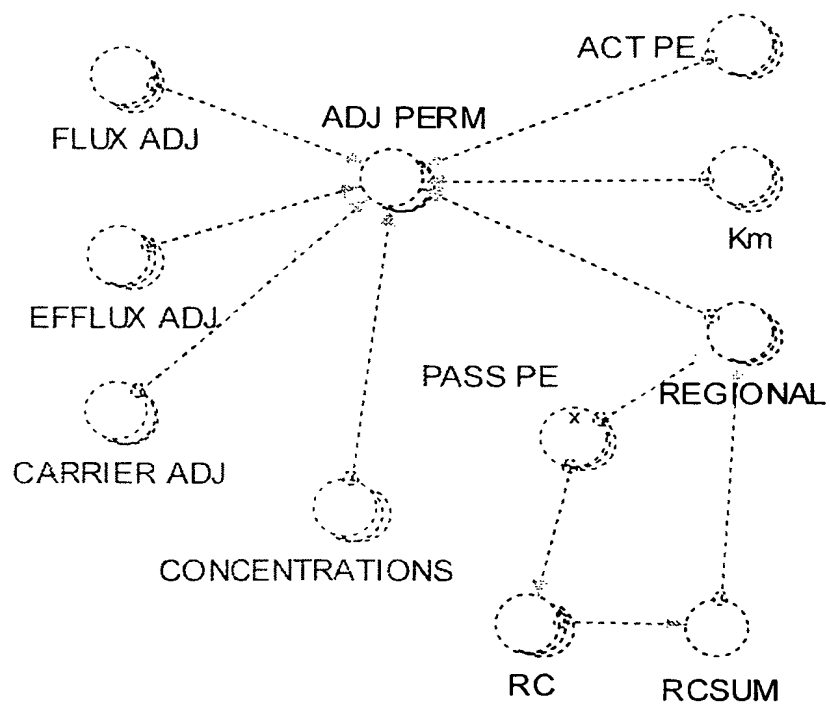 ACT PE
ADJ PERM
FLUX ADJ
Km
EFFLUX ADJ
PASS PE
REGIONAL
x
CARRIER ADJ
CONCENTRATIONS
RC
RCSUM